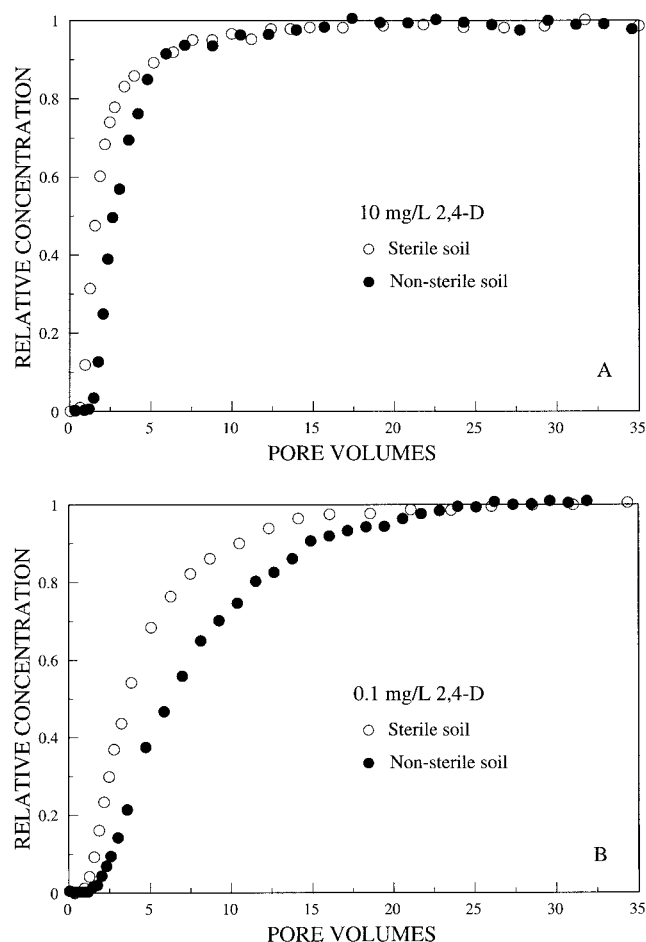 1
0.8
0.6
0.4
0.2
0
RELATIVE CONCENTRATION
10 mg/L 2,4-D
Sterile soil
Non-sterile soil
A
0 5 10 15 20 25 30 35
PORE VOLUMES
1
0.8
0.6
0.4
0.2
0
RELATIVE CONCENTRATION
0.1 mg/L 2,4-D
Sterile soil
Non-sterile soil
B
0 5 10 15 20 25 30 35
PORE VOLUMES